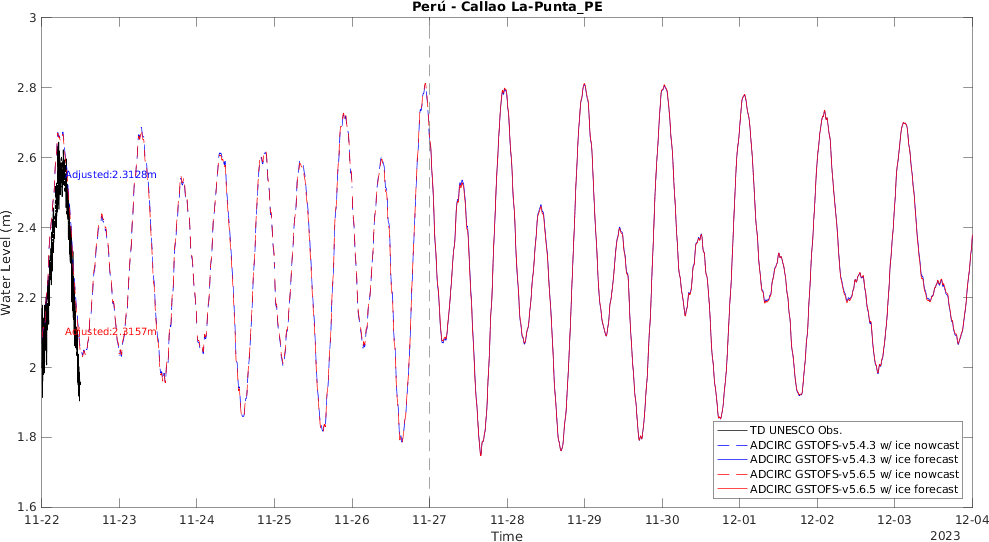 Perú - Callao La-Punta_PE
3
2.8
2.6
2.4
2.2
2
1.8
1.6
Water Level (m)
Adjusted:2.3128m
Adjusted:2.3157m
TD UNESCO Obs.
ADCIRC GSTOFS-v5.4.3 w/ ice nowcast
ADCIRC GSTOFS-v5.4.3 w/ ice forecast
ADCIRC GSTOFS-v5.6.5 w/ ice nowcast
ADCIRC GSTOFS-v5.6.5 w/ ice forecast
11-22 11-23 11-24 11-25 11-26 11-27 11-28 11-29 11-30 12-01 12-02 12-03 12-04
Time
2023